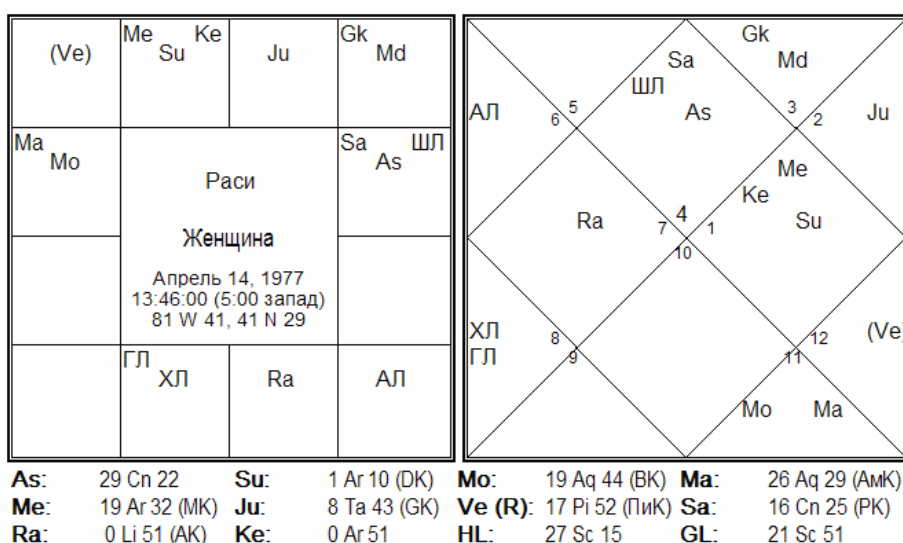 (Ve)
Me Ke
Su
Ju
Gk
Md
Ma
Mo
Sa ШЛ
As
Раси
Женщина
Апрель 14, 1977
13:46:00 (5:00 запад)
81 W 41, 41 N 29
ГЛ
ХЛ
Ra
АЛ
Gk
Md
Sa
ШЛ
As
АЛ
5
6
3
2
Ju
Me
Ke
Su
Ra
7
4
1
10
ХЛ
ГЛ
8
9
12
11
(Ve)
Mo Ma
As: 29 Cn 22 Su: 1 Ar 10 (DK) Mo: 19 Aq 44 (BK) Ma: 26 Aq 29 (АмК)
Me: 19 Ar 32 (MK) Ju: 8 Ta 43 (GK) Ve (R): 17 Pi 52 (ПиК) Sa: 16 Cn 25 (PK)
Ra: 0 Li 51 (AK) Ke: 0 Ar 51 HL: 27 Sc 15 GL: 21 Sc 51